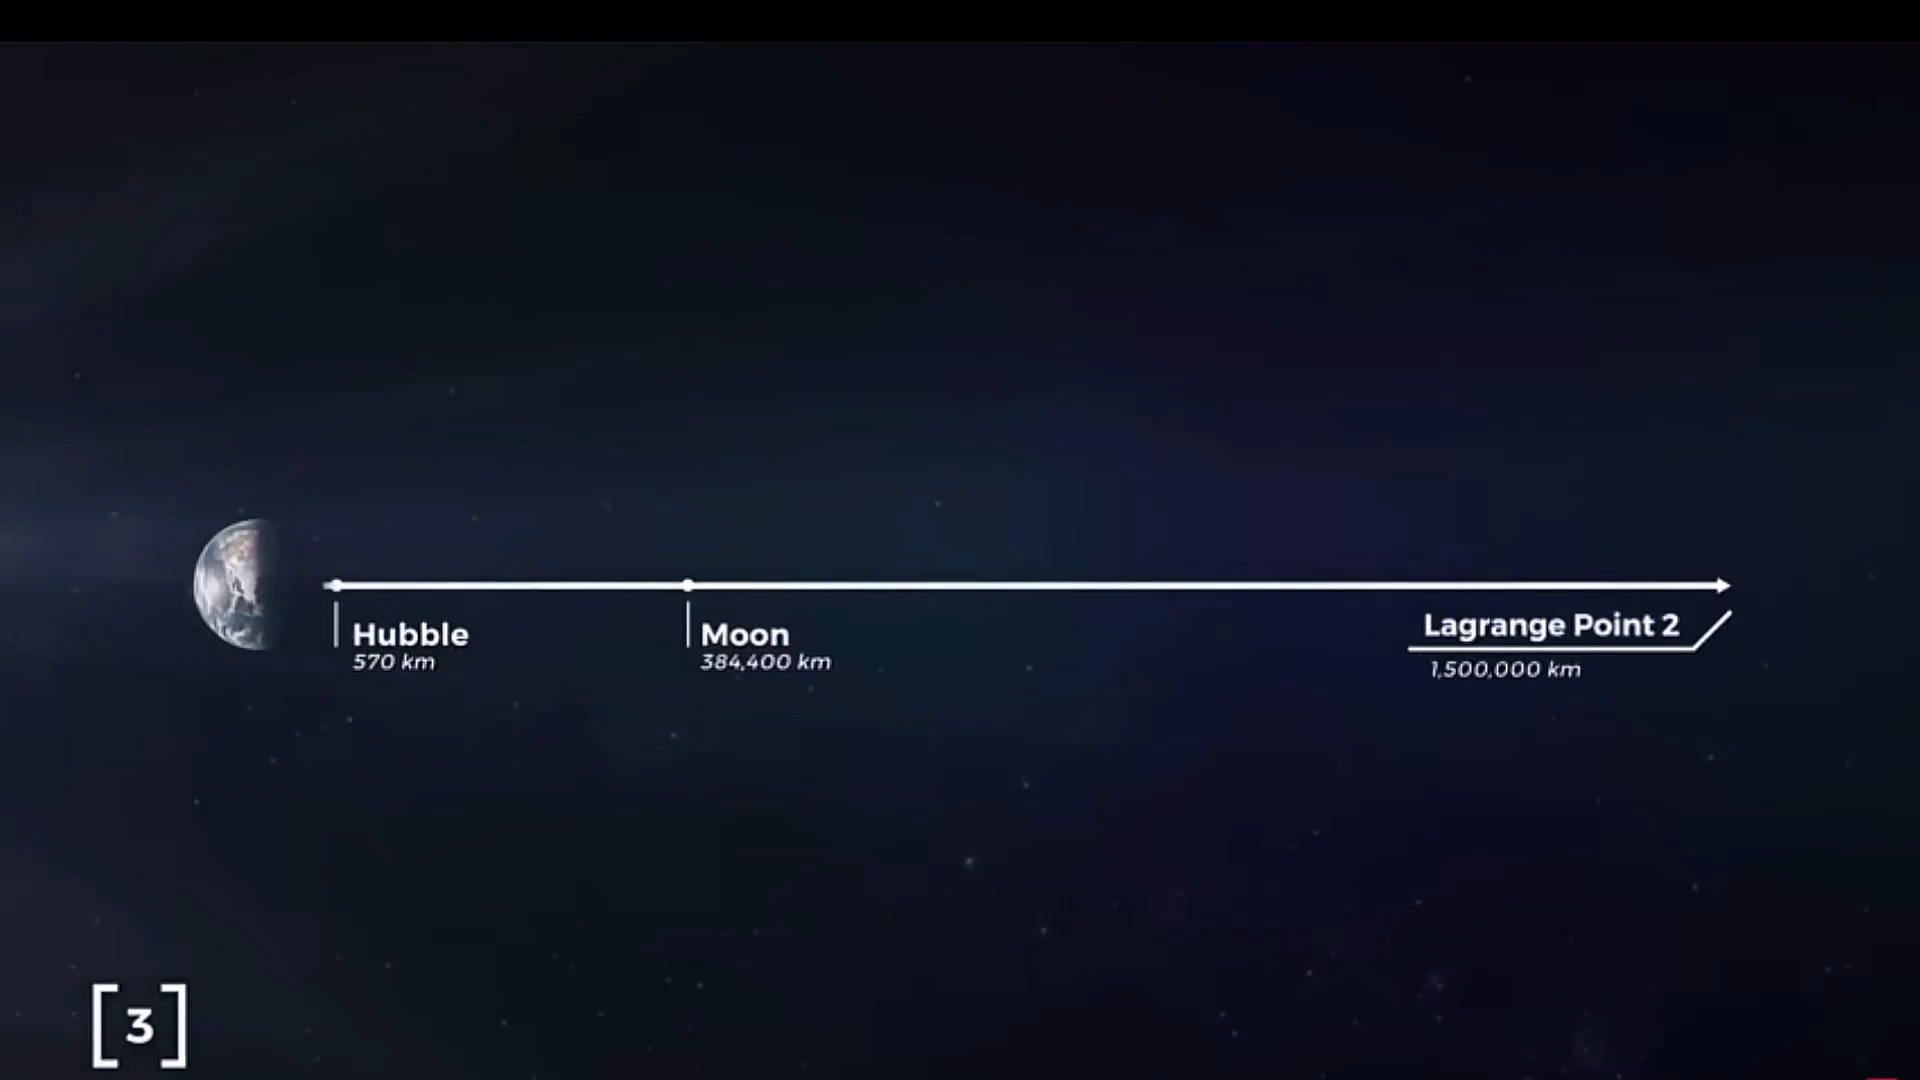 Hubble
570 km
Moon
384,400 km
Lagrange Point 2
1,500,000 km
[3]